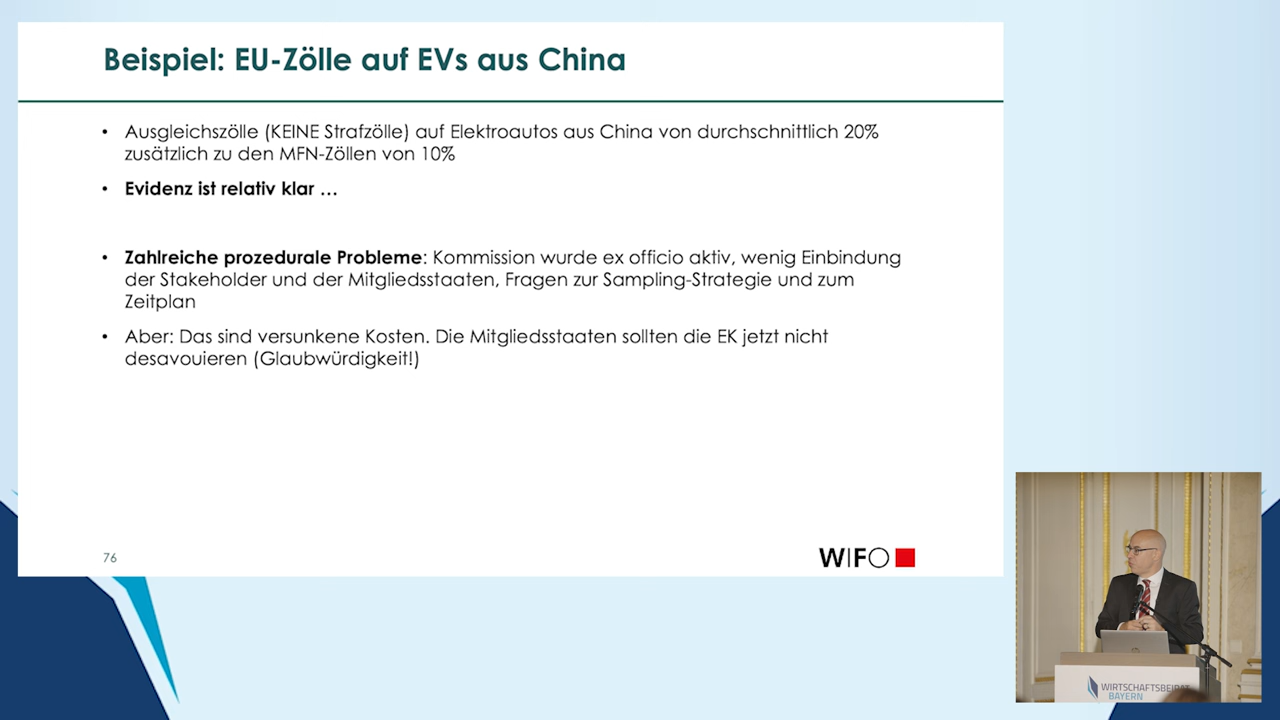 Beispiel: EU-Zölle auf EVs aus China
• Ausgleichszölle (KEINE Strafzölle) auf Elektroautos aus China von durchschnittlich 20%
zusätzlich zu den MFN-Zöllen von 10%
• Evidenz ist relativ klar …
• Zahlreiche prozedurale Probleme: Kommission wurde ex officio aktiv, wenig Einbindung
der Stakeholder und der Mitgliedsstaaten, Fragen zur Sampling-Strategie und zum
Zeitplan
• Aber: Das sind versunkene Kosten. Die Mitgliedsstaaten sollten die EK jetzt nicht
desavouieren (Glaubwürdigkeit!)
76
WIFO
WIRTSCHAFTSBEIRAT
BAYERN